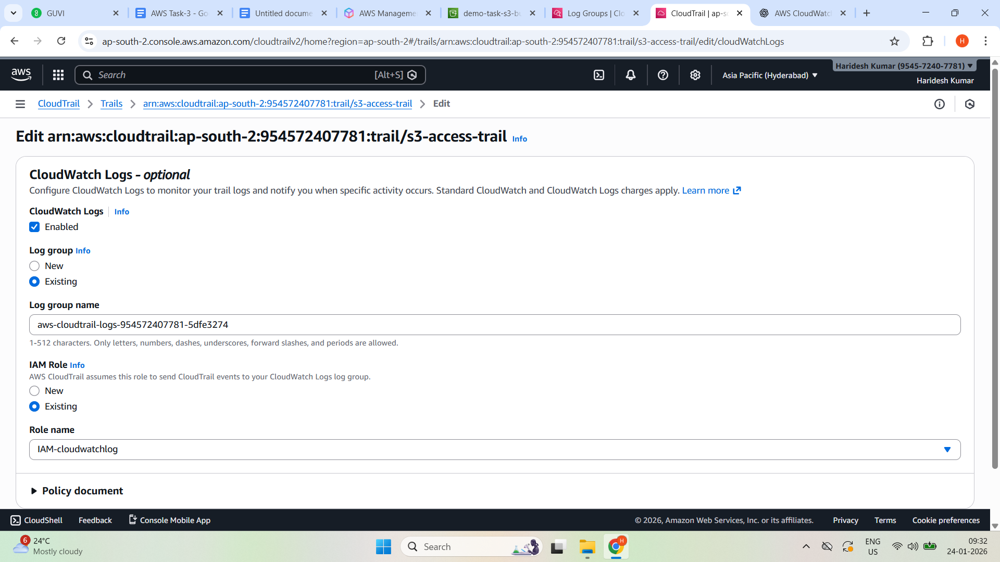 GUVI
AWS Task-3 - Go
Untitled docume
AWS Manageme
demo-task-s3-bu
Log Groups | Clo
CloudTrail | ap-so
AWS CloudWatc
ap-south-2.console.aws.amazon.com/cloudtrailv2/home?region=ap-south-2#/trails/arn:aws:cloudtrail:ap-south-2:954572407781:trail/s3-access-trail/edit/cloudWatchLogs
H
aws
Search
[Alt+S]
Asia Pacific (Hyderabad)
Haridesh Kumar (9545-7240-7781)
Haridesh Kumar
CloudTrail
Trails
arn:aws:cloudtrail:ap-south-2:954572407781:trail/s3-access-trail
Edit
Edit arn:aws:cloudtrail:ap-south-2:954572407781:trail/s3-access-trail Info
CloudWatch Logs - optional
Configure CloudWatch Logs to monitor your trail logs and notify you when specific activity occurs. Standard CloudWatch and CloudWatch Logs charges apply. Learn more
CloudWatch Logs Info
Enabled
Log group Info
New
Existing
Log group name
aws-cloudtrail-logs-954572407781-5dfe3274
1-512 characters. Only letters, numbers, dashes, underscores, forward slashes, and periods are allowed.
IAM Role Info
AWS CloudTrail assumes this role to send CloudTrail events to your CloudWatch Logs log group.
New
Existing
Role name
IAM-cloudwatchlog
Policy document
CloudShell
Feedback
Console Mobile App
© 2026, Amazon Web Services, Inc. or its affiliates.
Privacy
Terms
Cookie preferences
6
24°C
Mostly cloudy
Search
H
ENG
US
09:32
24-01-2026